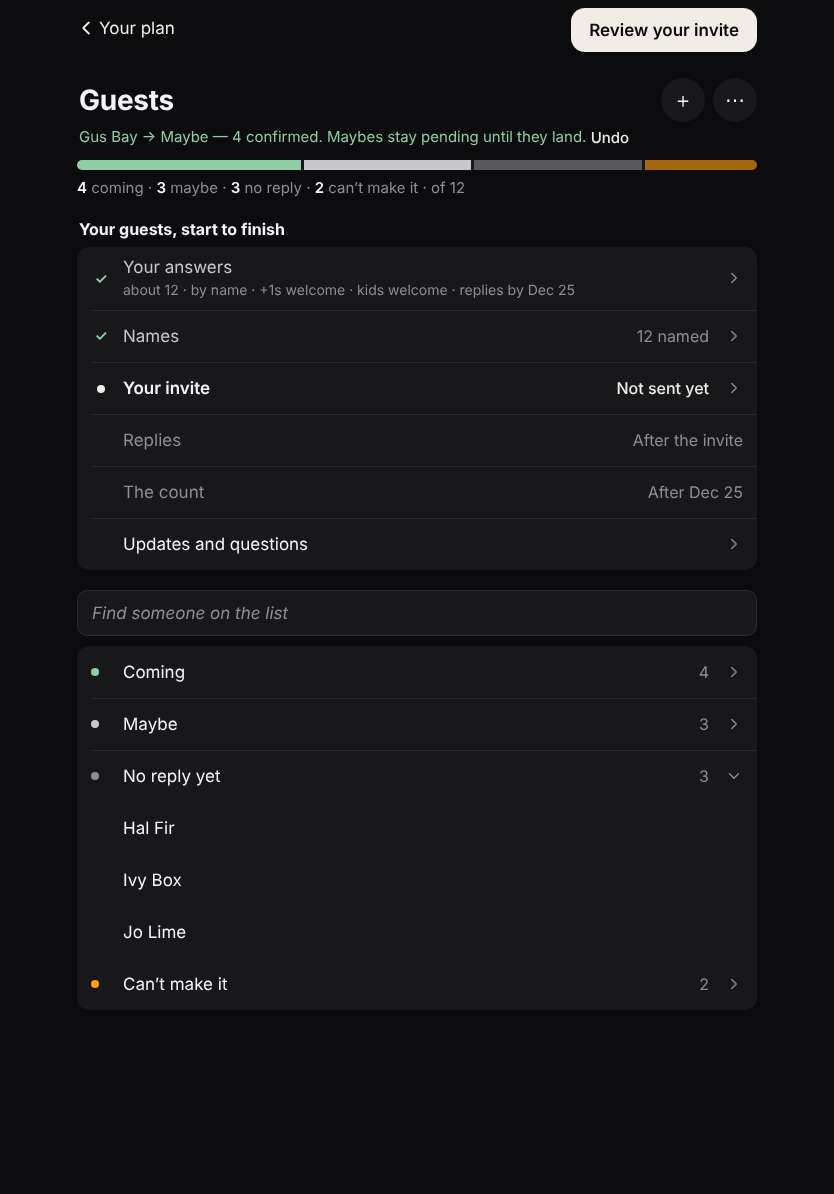 Your plan
Review your invite
Guests
+ ···
Gus Bay → Maybe — 4 confirmed. Maybes stay pending until they land. Undo
4 coming · 3 maybe · 3 no reply · 2 can’t make it · of 12
Your guests, start to finish
Your answers
about 12 · by name · +1s welcome · kids welcome · replies by Dec 25
Names 12 named
Your invite Not sent yet
Replies After the invite
The count After Dec 25
Updates and questions
Find someone on the list
Coming 4
Maybe 3
No reply yet 3
Hal Fir
Ivy Box
Jo Lime
Can’t make it 2